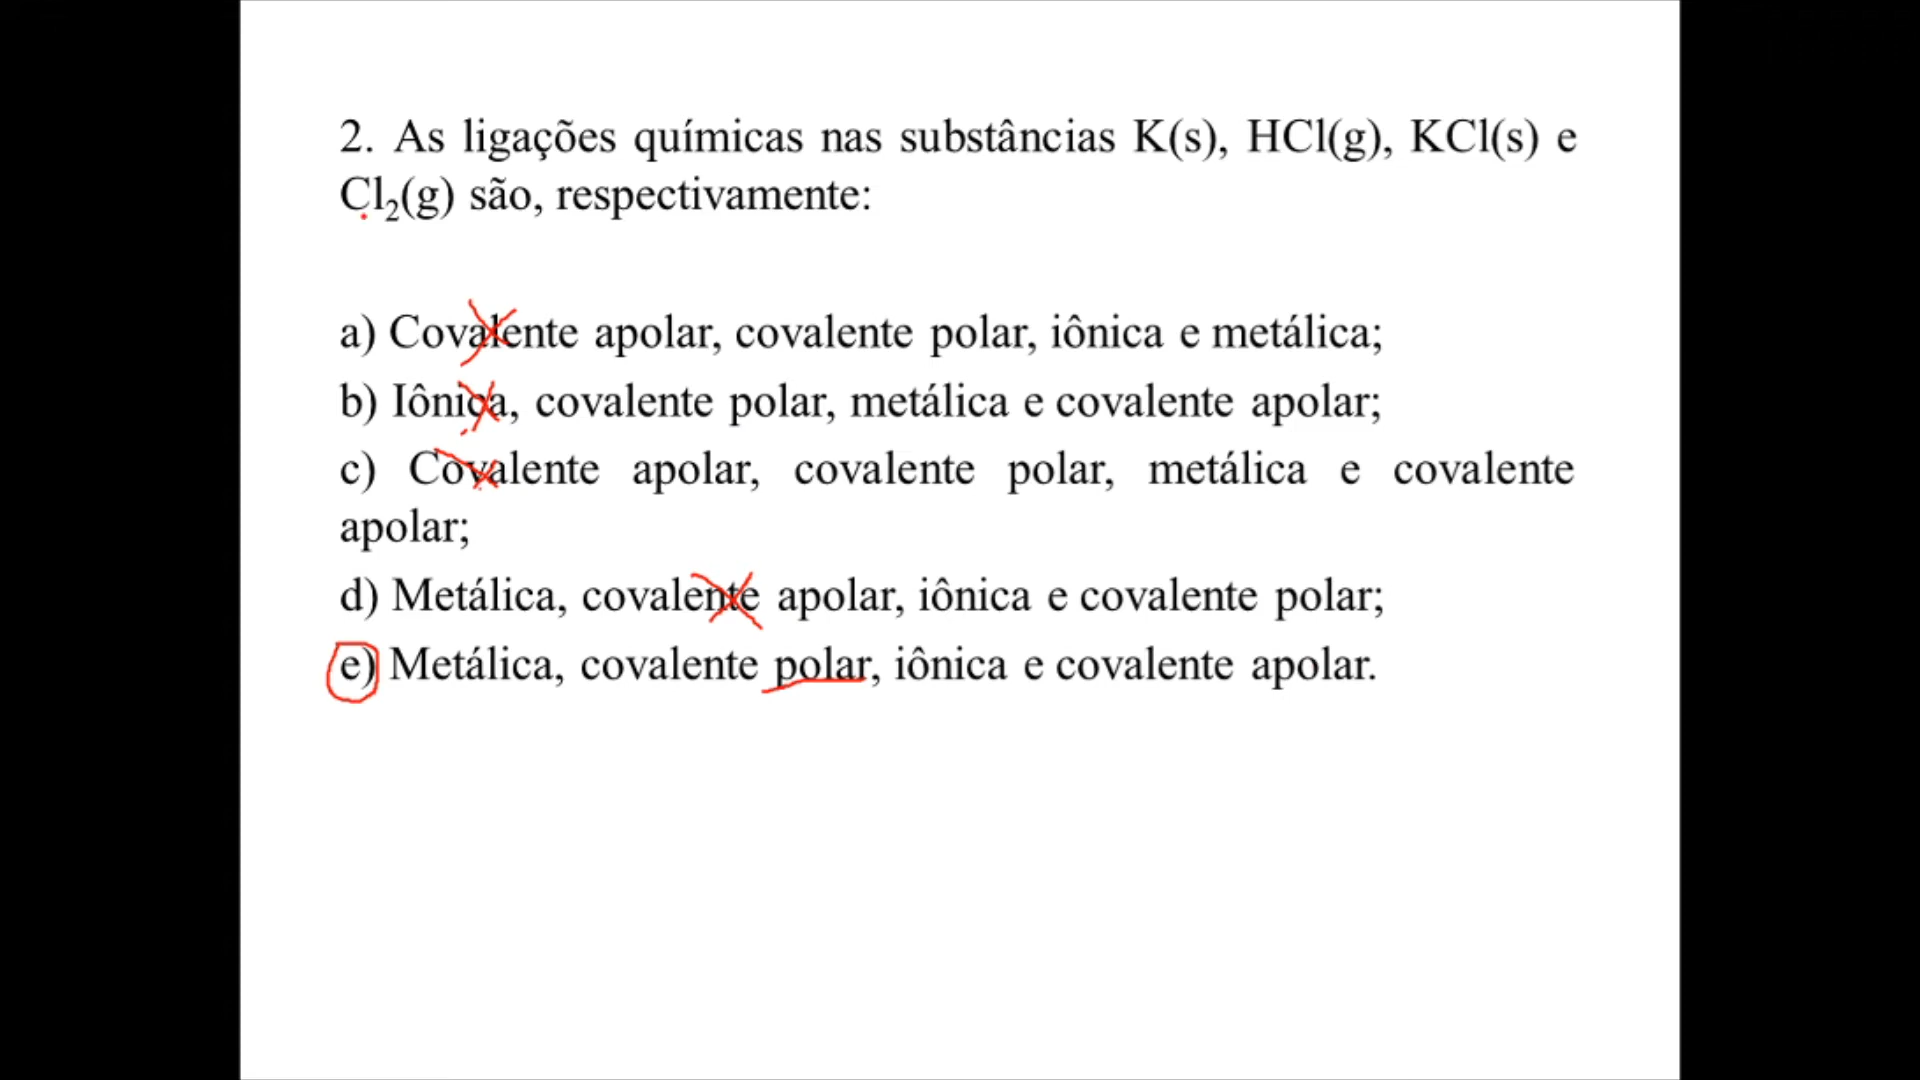 2. As ligações químicas nas substâncias K(s), HCl(g), KCl(s) e
Cl₂(g) são, respectivamente:
a) Covalente apolar, covalente polar, iônica e metálica;
b) Iônica, covalente polar, metálica e covalente apolar;
c) Covalente apolar, covalente polar, metálica e covalente
apolar;
d) Metálica, covalente apolar, iônica e covalente polar;
e) Metálica, covalente polar, iônica e covalente apolar.